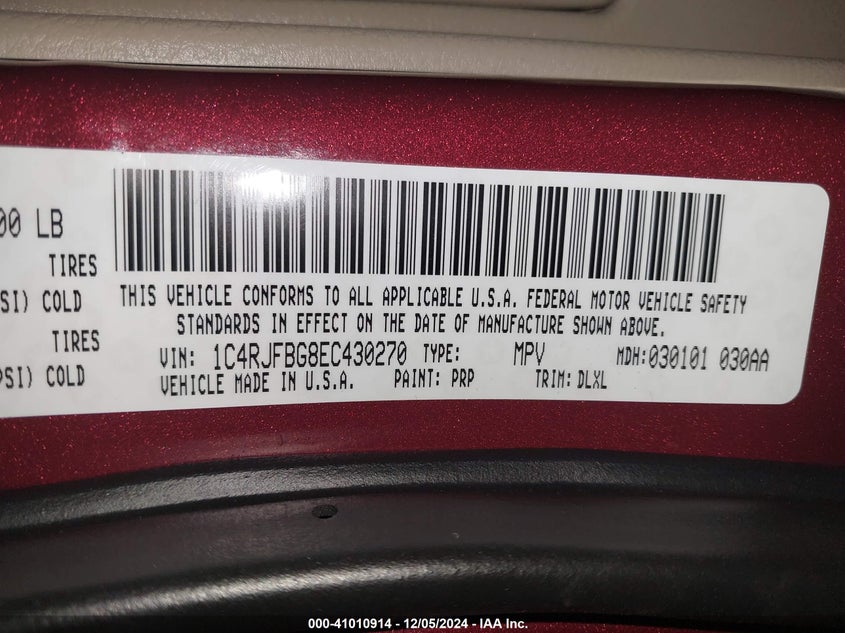 00 LB
TIRES
SI) COLD
TIRES
PSI) COLD
THIS VEHICLE CONFORMS TO ALL APPLICABLE U.S.A. FEDERAL MOTOR VEHICLE SAFETY
STANDARDS IN EFFECT ON THE DATE OF MANUFACTURE SHOWN ABOVE.
VIN: 1C4RJFBG8EC430270 TYPE: MPV MDH:030101 030AA
VEHICLE MADE IN U.S.A. PAINT: PRP TRIM: DLXL
000-41010914 - 12/05/2024 - IAA Inc.